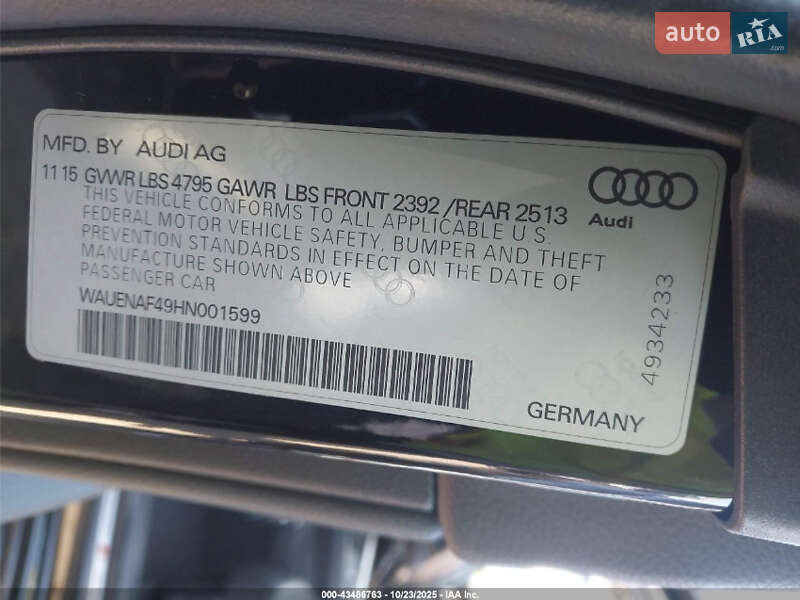 auto RIA
.com
MFD. BY AUDI AG
11 15 GVWR LBS 4795 GAWR LBS FRONT 2392 / REAR 2513
THIS VEHICLE CONFORMS TO ALL APPLICABLE U.S.
FEDERAL MOTOR VEHICLE SAFETY, BUMPER AND THEFT
PREVENTION STANDARDS IN EFFECT ON THE DATE OF
MANUFACTURE SHOWN ABOVE
PASSENGER CAR
WAUENAF49HN001599
Audi
4934233
GERMANY
000-43486763 - 10/23/2025 - IAA Inc.